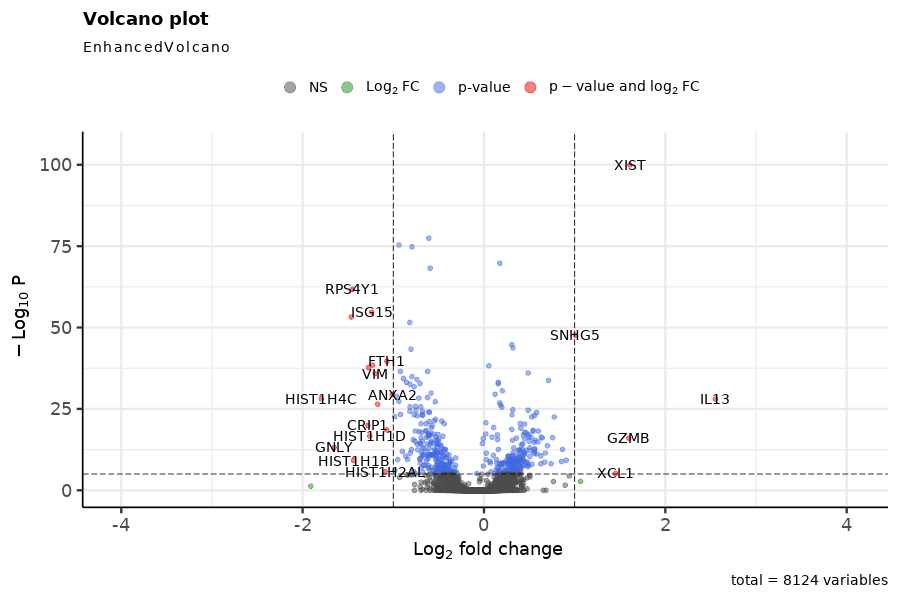 Volcano plot
EnhancedVolcano
NS Log2 FC p-value p − value and log2 FC
− Log10 P
100
75
50
25
0
XIST
RPS4Y1
ISG15
SNHG5
FTH1
VIM
ANXA2
HIST1H4C
IL13
CRIP1
HIST1H1D
GZMB
GNLY
HIST1H1B
HIST1H2AL
XCL1
-4 -2 0 2 4
Log2 fold change
total = 8124 variables